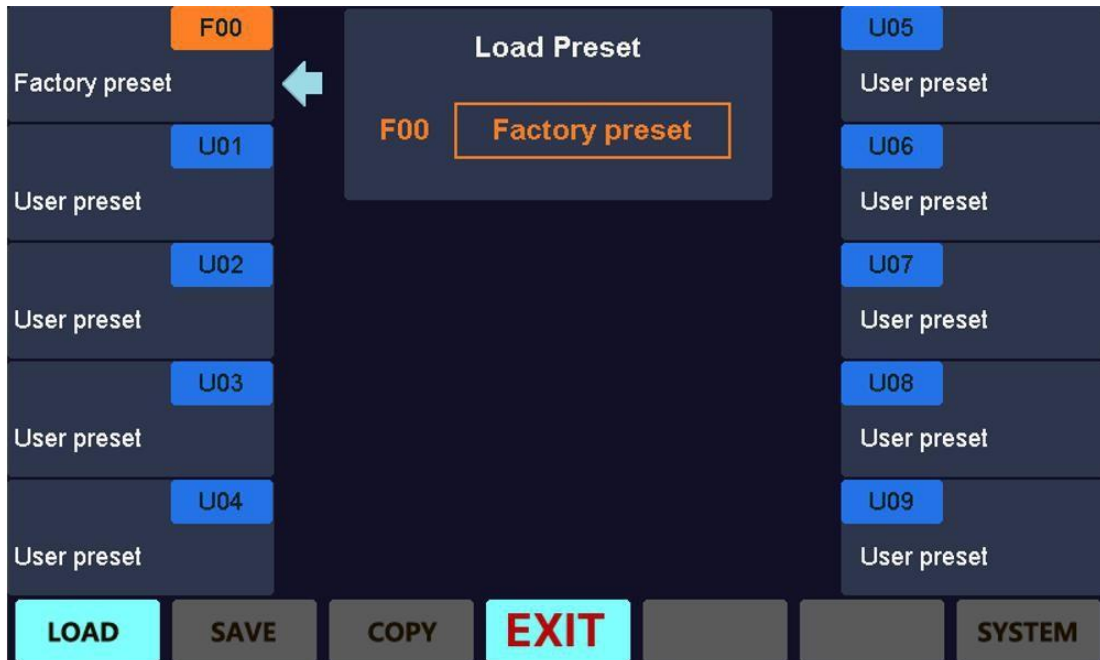 F00
Factory preset
U01
User preset
U02
User preset
U03
User preset
U04
User preset
Load Preset
F00 Factory preset
U05
User preset
U06
User preset
U07
User preset
U08
User preset
U09
User preset
LOAD SAVE COPY EXIT SYSTEM